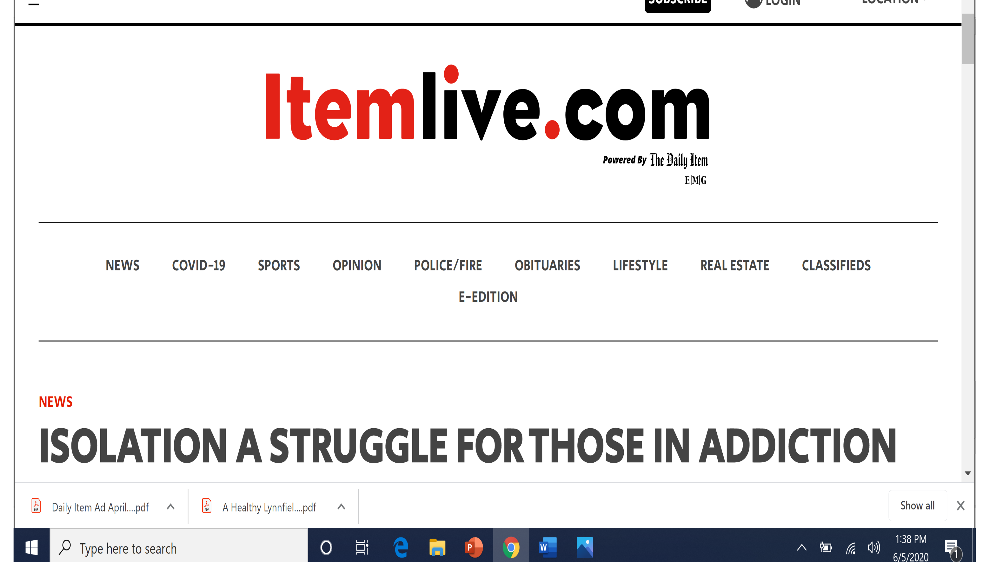 SUBSCRIBE LOGIN LOCATION
Itemlive.com
Powered By The Daily Item
E|M|G
NEWS COVID-19 SPORTS OPINION POLICE/FIRE OBITUARIES LIFESTYLE REAL ESTATE CLASSIFIEDS
E-EDITION
NEWS
ISOLATION A STRUGGLE FOR THOSE IN ADDICTION
Daily Item Ad April....pdf A Healthy Lynnfiel....pdf Show all
Type here to search 1:38 PM
6/5/2020 1